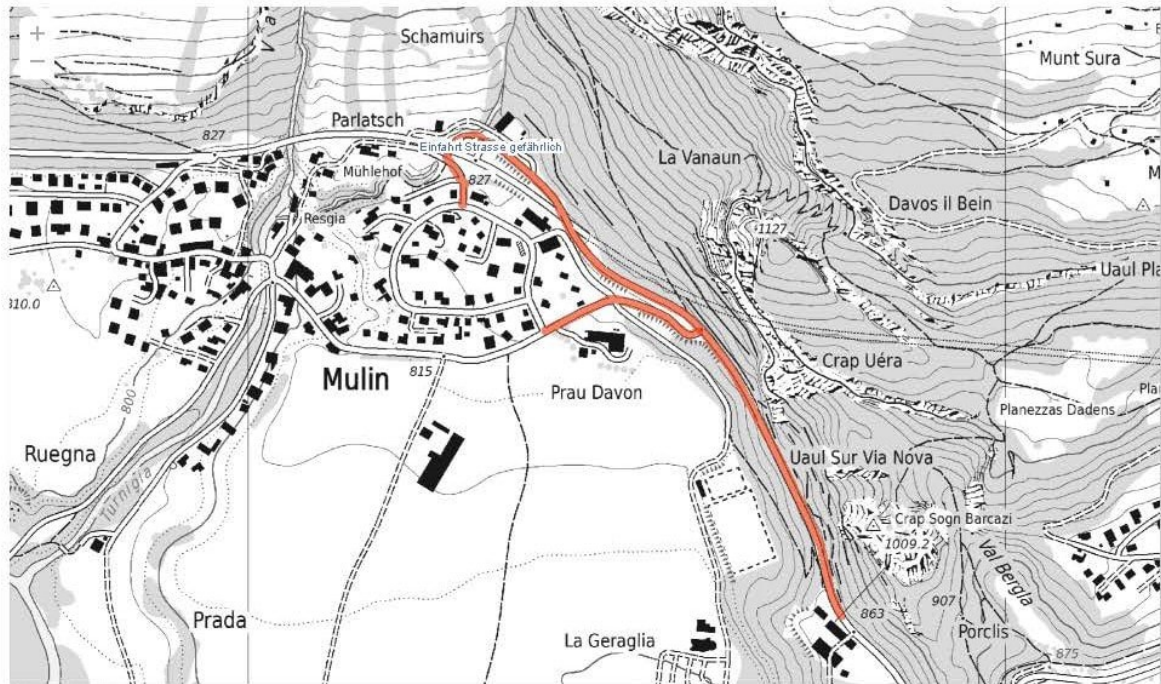 +
−
Schamuirs
Munt Sura
827
Parlatsch
Einfahrt Strasse gefährlich
La Vanaun
Mühlehof
827
Davos il Bein
Resgia
1127
Uaul Pla
810.0
Crap Uéra
815
Mulin
Prau Davon
800
Planezzas Dadens
Pla
Ruegna
Uaul Sur Via Nova
Turnigla
Crap Sogn Barcazi
1009.2
Val Bergla
907
863
Prada
Porclis
La Geraglia
875